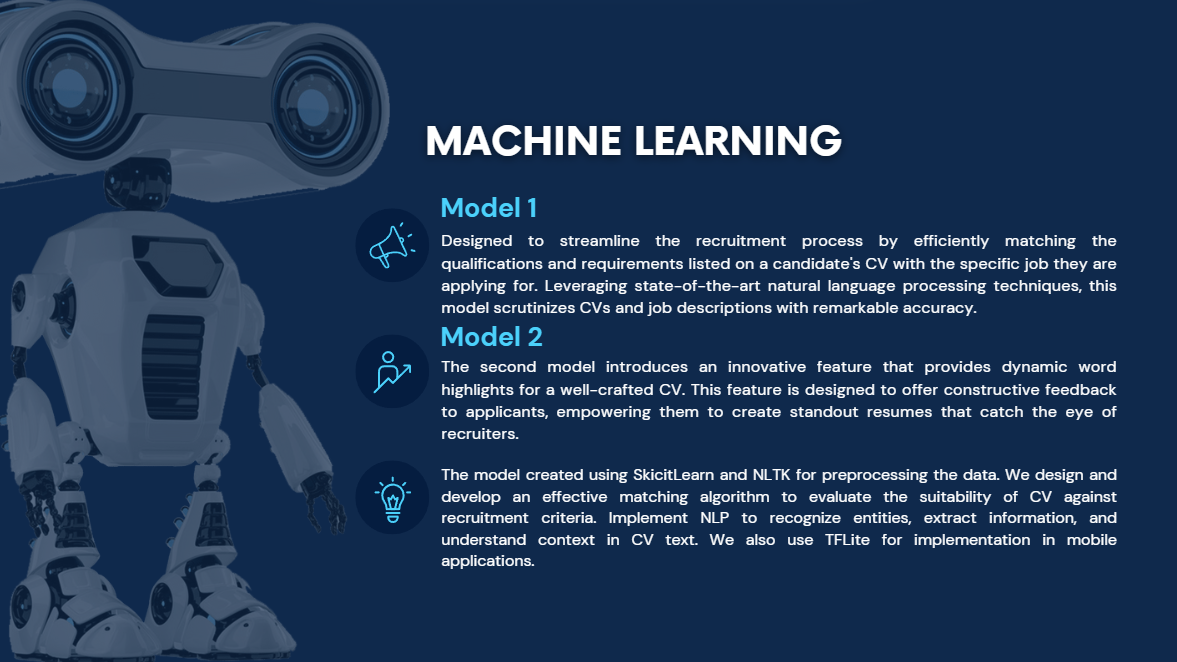 MACHINE LEARNING
Model 1
Designed to streamline the recruitment process by efficiently matching the
qualifications and requirements listed on a candidate's CV with the specific job they are
applying for. Leveraging state-of-the-art natural language processing techniques, this
model scrutinizes CVs and job descriptions with remarkable accuracy.
Model 2
The second model introduces an innovative feature that provides dynamic word
highlights for a well-crafted CV. This feature is designed to offer constructive feedback
to applicants, empowering them to create standout resumes that catch the eye of
recruiters.
The model created using SkicitLearn and NLTK for preprocessing the data. We design and
develop an effective matching algorithm to evaluate the suitability of CV against
recruitment criteria. Implement NLP to recognize entities, extract information, and
understand context in CV text. We also use TFLite for implementation in mobile
applications.